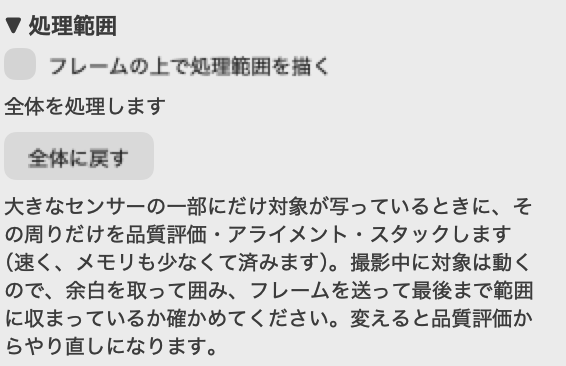 ▼ 処理範囲
フレームの上で処理範囲を描く
全体を処理します
全体に戻す
大きなセンサーの一部にだけ対象が写っているときに、そ
の周りだけを品質評価・アライメント・スタックします
(速く、メモリも少なくて済みます)。撮影中に対象は動く
ので、余白を取って囲み、フレームを送って最後まで範囲
に収まっているか確かめてください。変えると品質評価か
らやり直しになります。